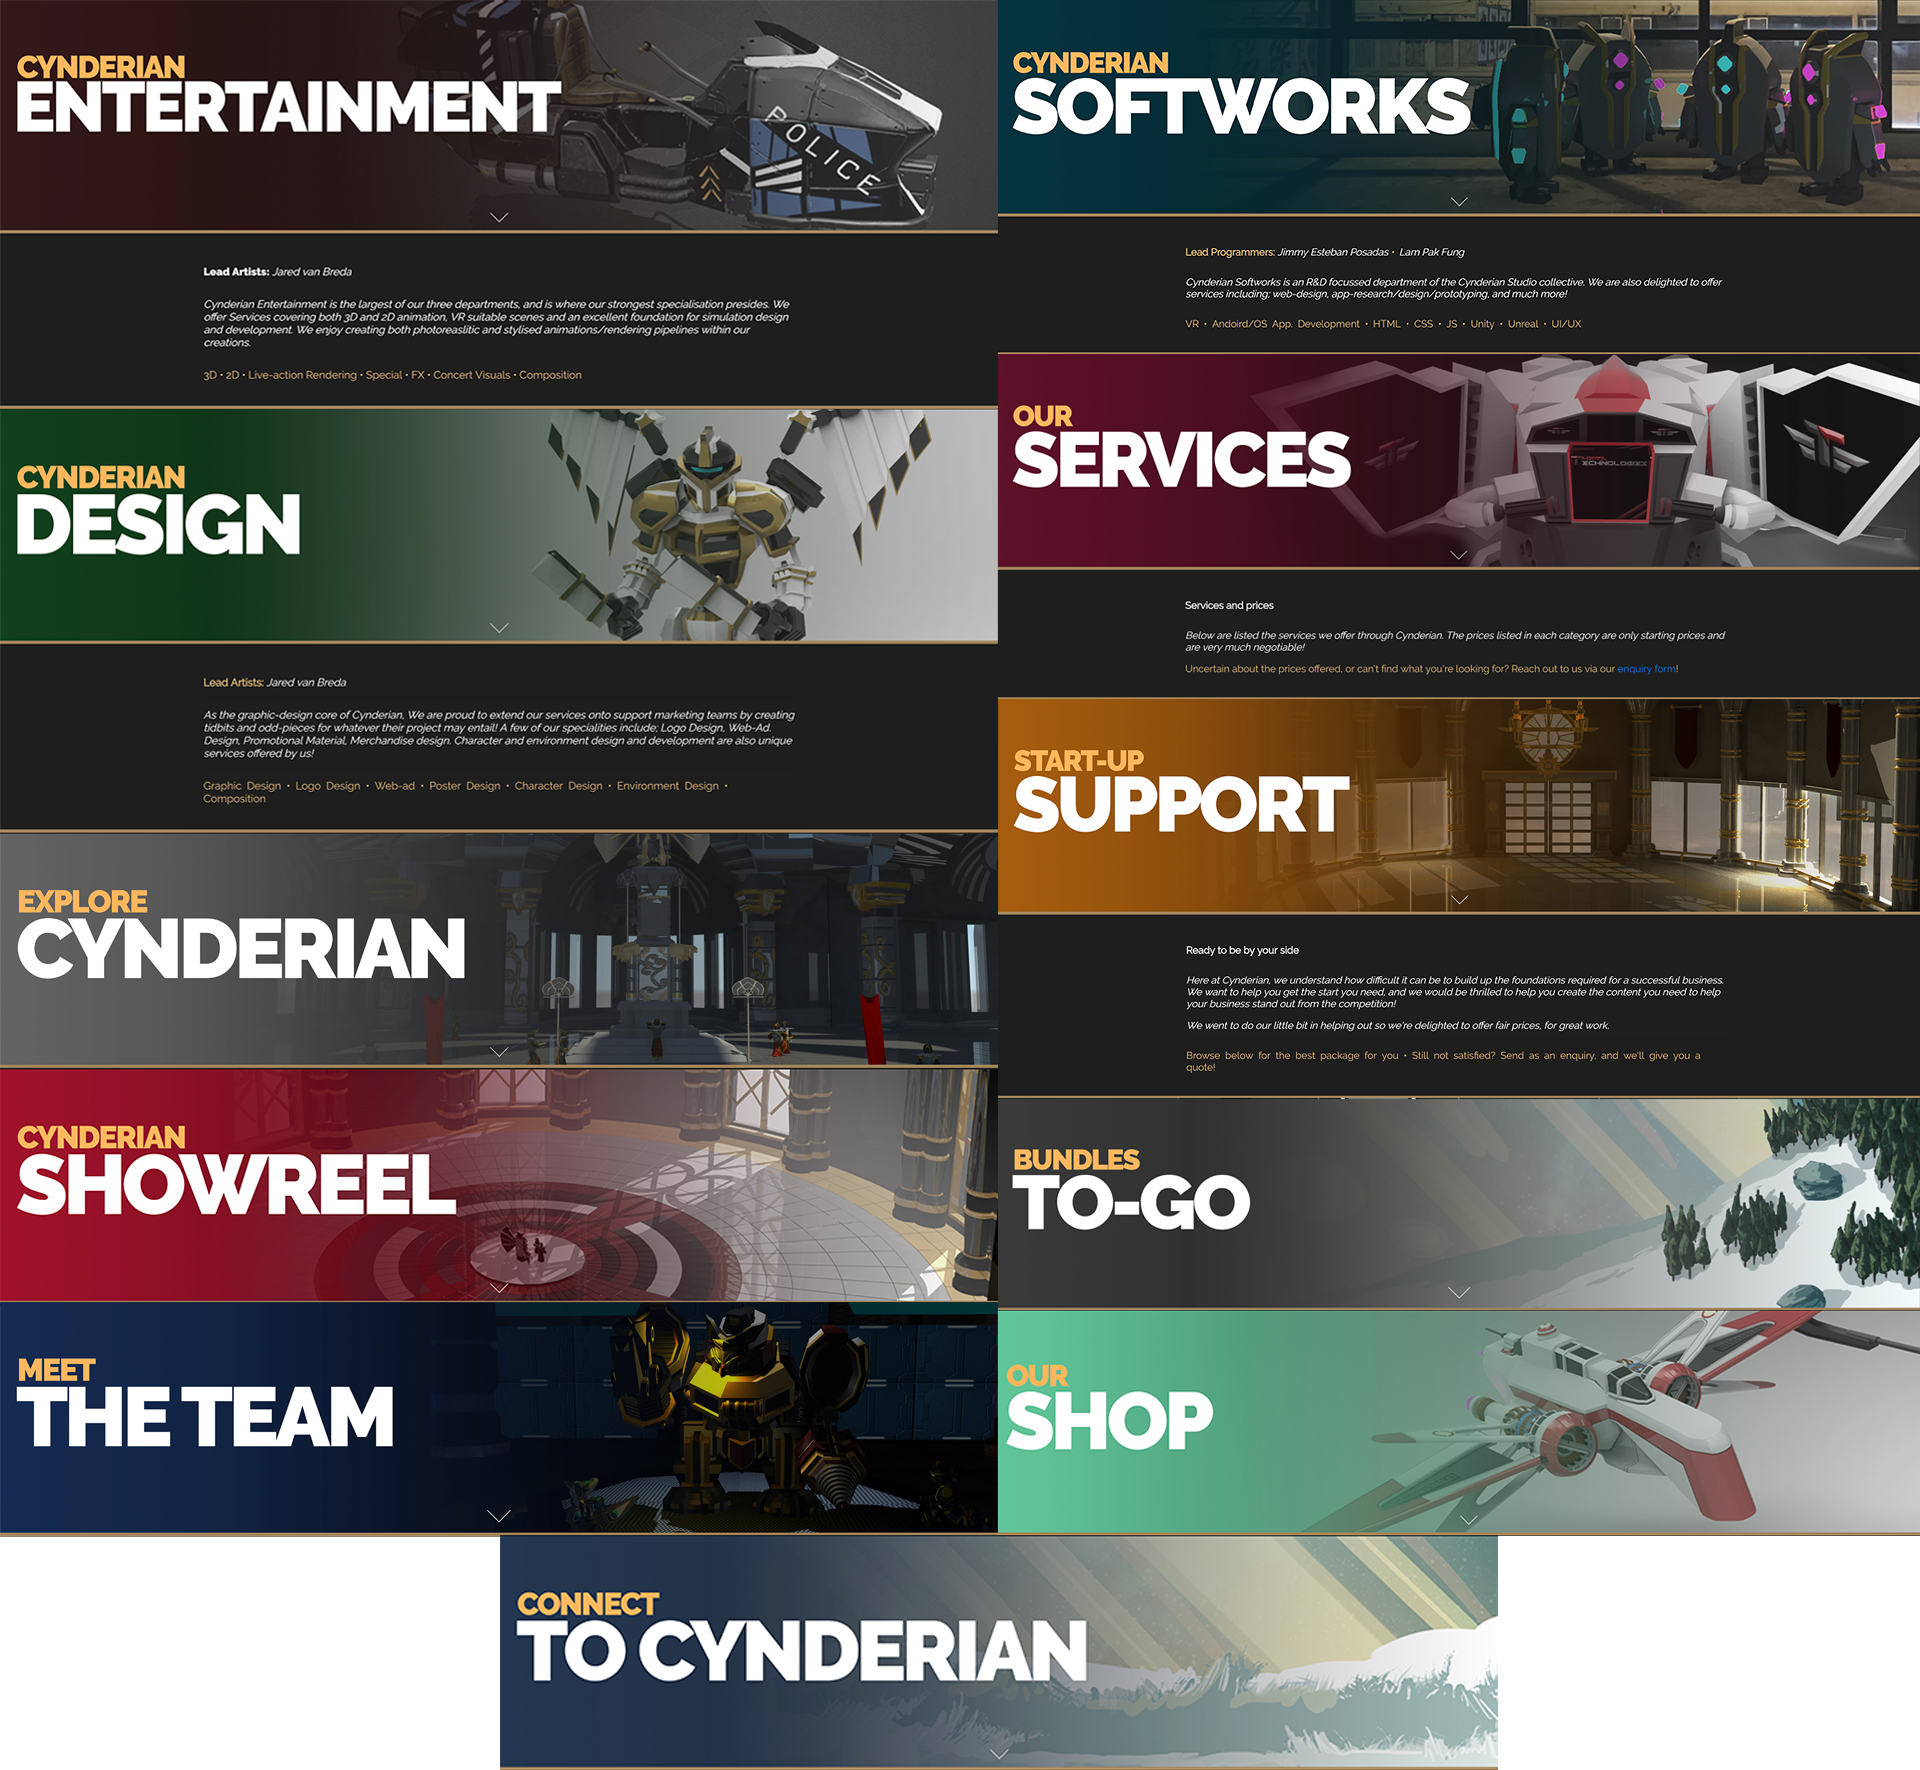 CYNDERIAN
ENTERTAINMENT
POLICE
Lead Artists: Jared van Breda
Cynderian Entertainment is the largest of our three departments, and is where our strongest specialisation presides. We
offer Services covering both 3D and 2D animation, VR suitable scenes and an excellent foundation for simulation design
and development. We enjoy creating both photoreaslitic and stylised animations/rendering pipelines within our
creations.
3D • 2D • Live-action Rendering • Special • FX • Concert Visuals • Composition
CYNDERIAN
DESIGN
Lead Artists: Jared van Breda
As the graphic-design core of Cynderian, We are proud to extend our services onto support marketing teams by creating
tidbits and odd-pieces for whatever their project may entail! A few of our specialities include; Logo Design, Web-Ad.
Design, Promotional Material, Merchandise design. Character and environment design and development are also unique
services offered by us!
Graphic Design • Logo Design • Web-ad • Poster Design • Character Design • Environment Design •
Composition
EXPLORE
CYNDERIAN
CYNDERIAN
SHOWREEL
MEET
THE TEAM
CYNDERIAN
SOFTWORKS
Lead Programmers: Jimmy Esteban Posadas • Lam Pak Fung
Cynderian Softworks is an R&D focussed department of the Cynderian Studio collective. We are also delighted to offer
services including; web-design, app-research/design/prototyping, and much more!
VR • Andoird/OS App. Development • HTML • CSS • JS • Unity • Unreal • UI/UX
OUR
SERVICES
TECHNOLOGIES
Services and prices
Below are listed the services we offer through Cynderian. The prices listed in each category are only starting prices and
are very much negotiable!
Uncertain about the prices offered, or can't find what you're looking for? Reach out to us via our enquiry form!
START-UP
SUPPORT
Ready to be by your side
Here at Cynderian, we understand how difficult it can be to build up the foundations required for a successful business.
We want to help you get the start you need, and we would be thrilled to help you create the content you need to help
your business stand out from the competition!
We went to do our little bit in helping out so we're delighted to offer fair prices, for great work.
Browse below for the best package for you • Still not satisfied? Send as an enquiry, and we'll give you a
quote!
BUNDLES
TO-GO
OUR
SHOP
CONNECT
TO CYNDERIAN